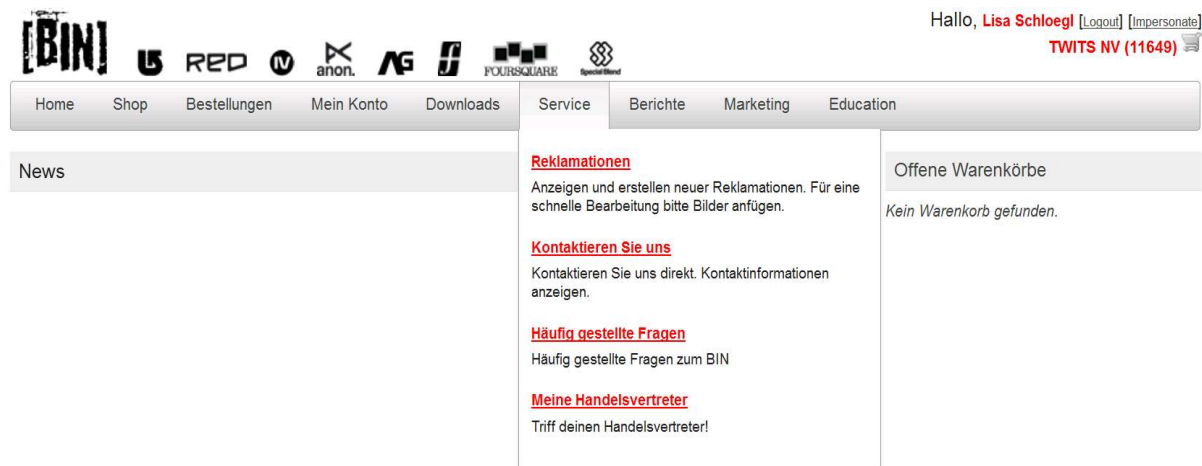 [BIN]
RED
IV
anon.
AG
FOURSQUARE
Special Blend
Hallo, Lisa Schloegl [Logout] [Impersonate]
TWITS NV (11649)
Home Shop Bestellungen Mein Konto Downloads Service Berichte Marketing Education
News
Reklamationen
Anzeigen und erstellen neuer Reklamationen. Für eine
schnelle Bearbeitung bitte Bilder anfügen.
Kontaktieren Sie uns
Kontaktieren Sie uns direkt. Kontaktinformationen
anzeigen.
Häufig gestellte Fragen
Häufig gestellte Fragen zum BIN
Meine Handelsvertreter
Triff deinen Handelsvertreter!
Offene Warenkörbe
Kein Warenkorb gefunden.